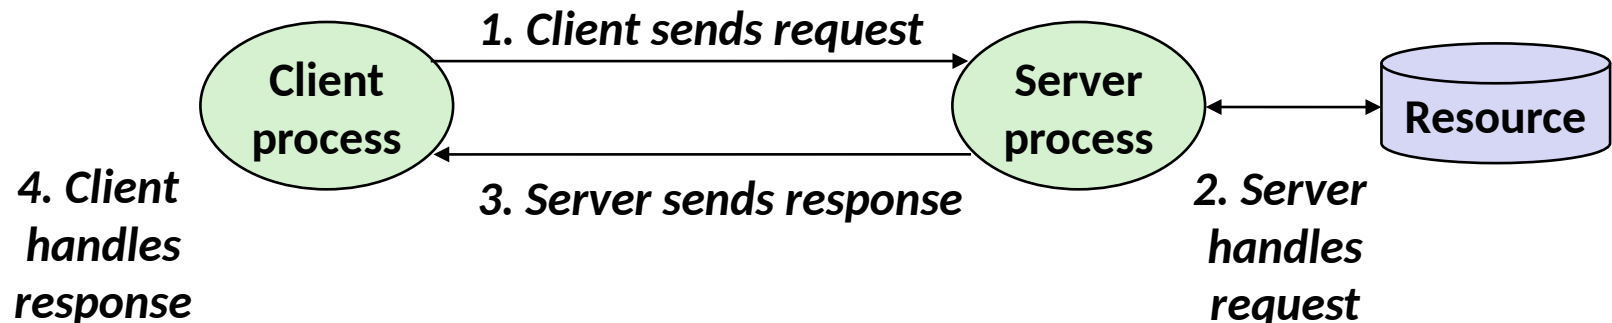 1. Client sends request
Client
process
Server
process
Resource
3. Server sends response
4. Client
handles
response
2. Server
handles
request